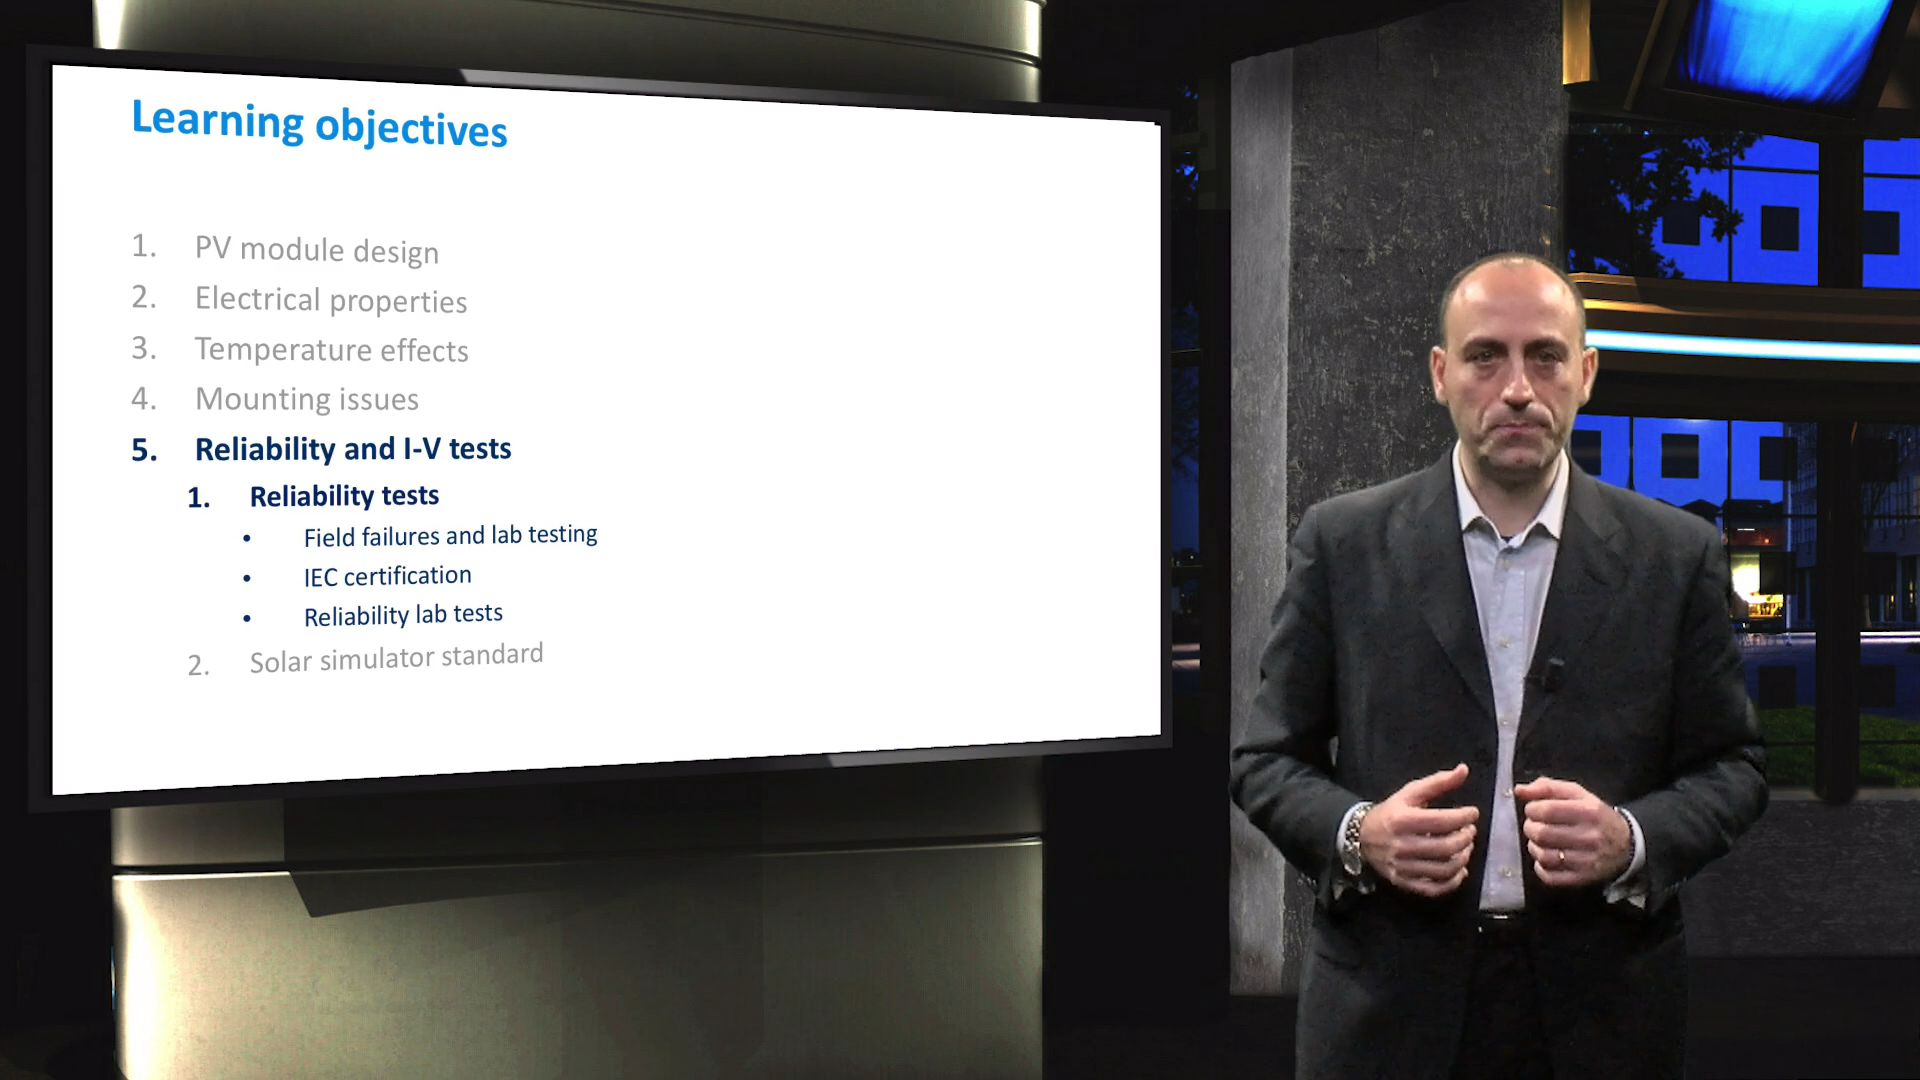 Learning objectives
1. PV module design
2. Electrical properties
3. Temperature effects
4. Mounting issues
5. Reliability and I-V tests
1. Reliability tests
• Field failures and lab testing
• IEC certification
• Reliability lab tests
2. Solar simulator standard